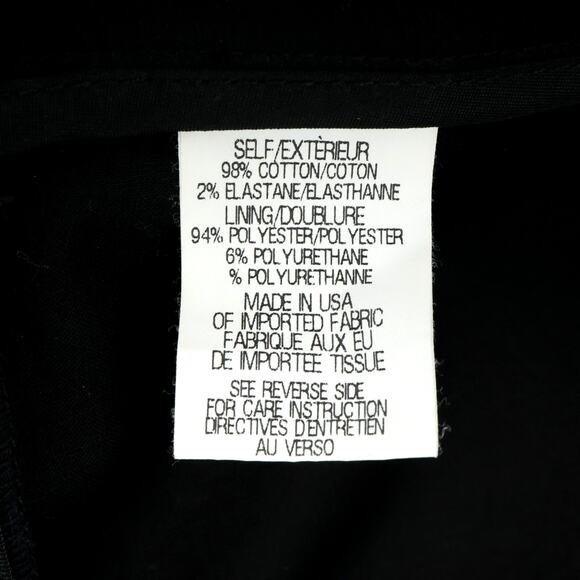 SELF/EXTÈRIEUR
98% COTTON/COTON
2% ELASTANE/ELASTHANNE
LINING/DOUBLURE
94% POLYESTER/POLYESTER
6% POLYURETHANE
% POLYURETHANNE
MADE IN USA
OF IMPORTED FABRIC
FABRIQUE AUX EU
DE IMPORTEE TISSUE
SEE REVERSE SIDE
FOR CARE INSTRUCTION
DIRECTIVES D'ENTRETIEN
AU VERSO